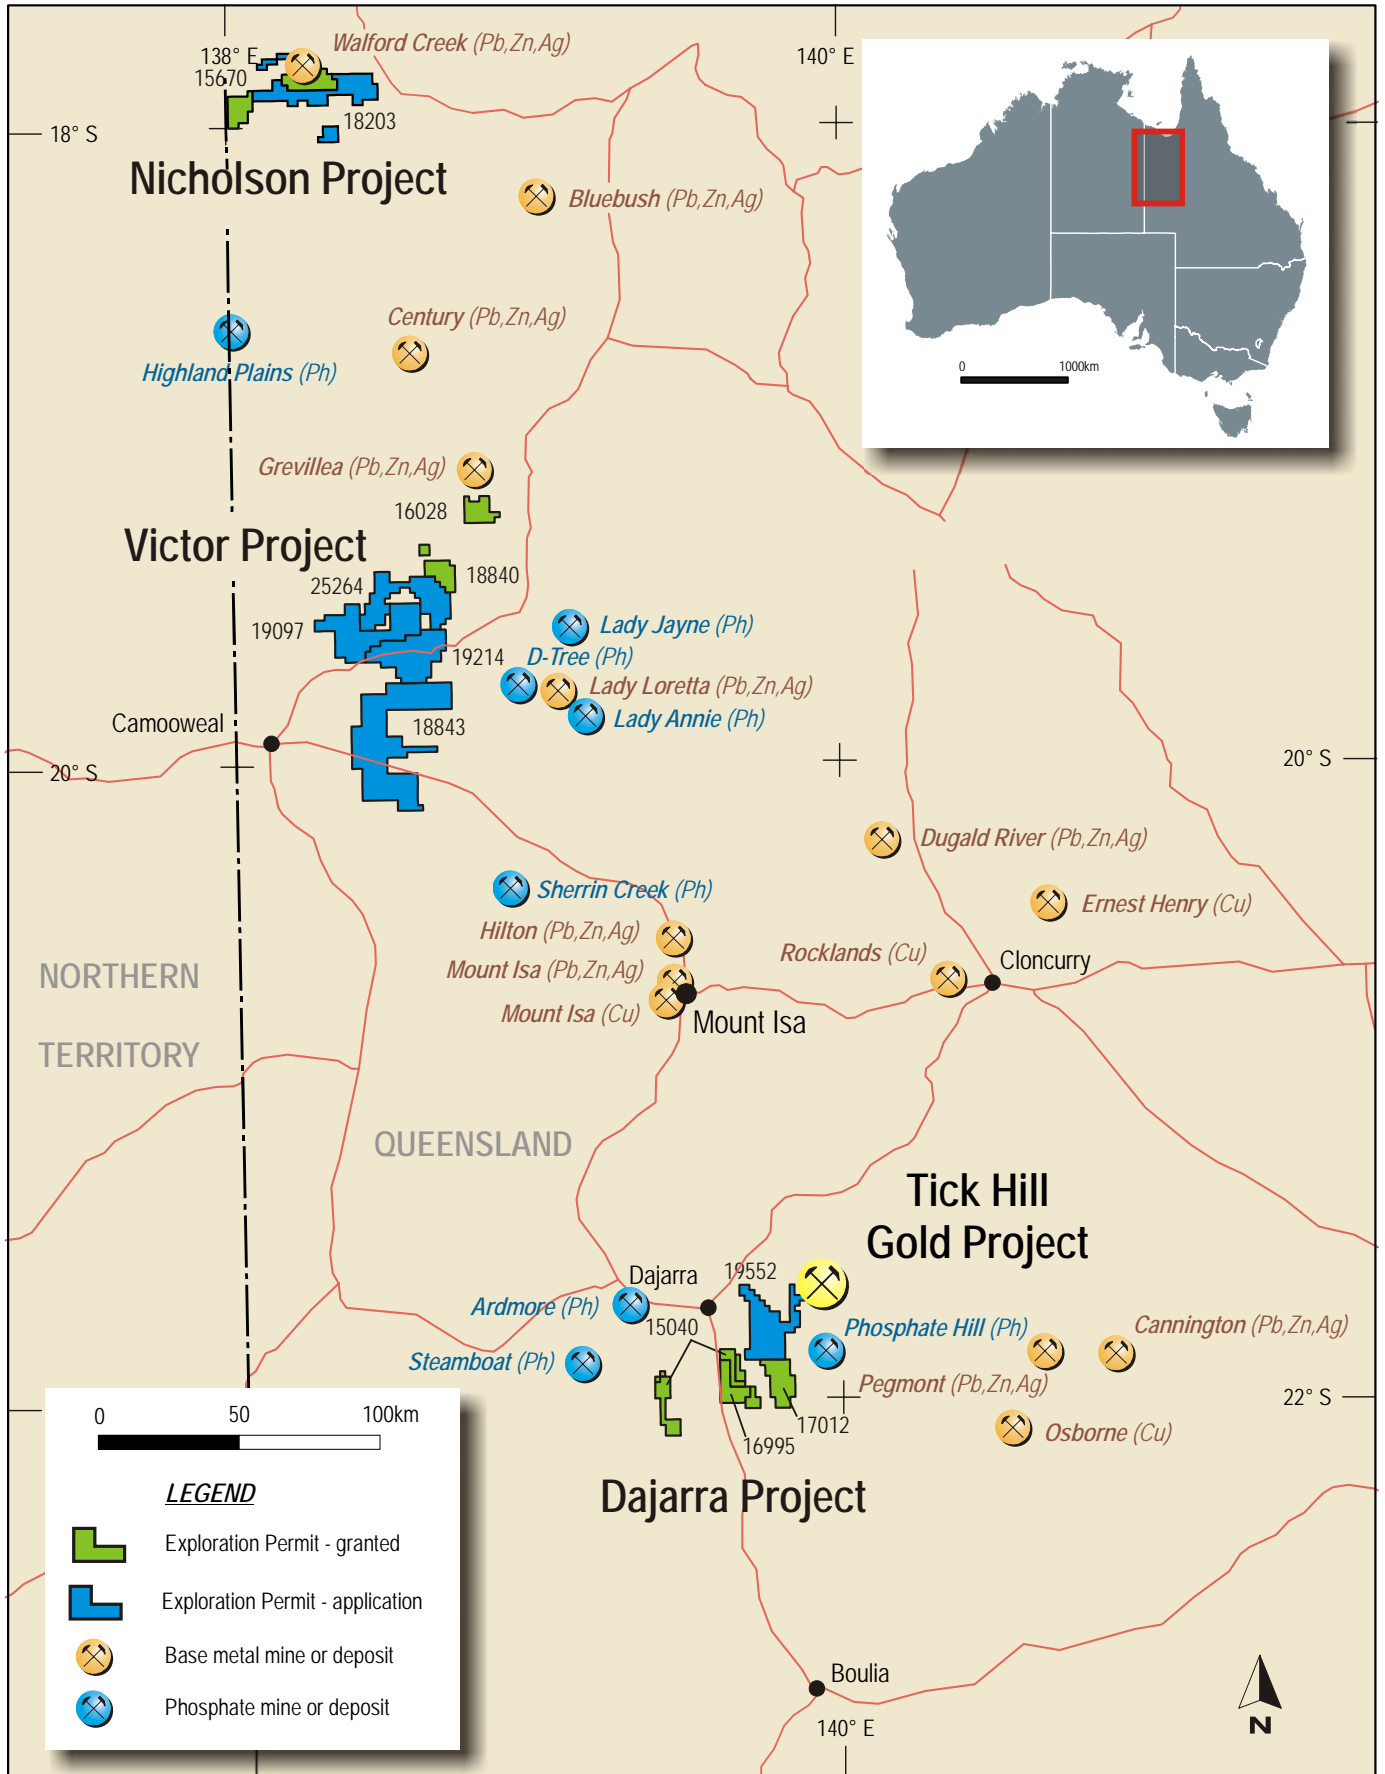 138° E
Walford Creek (Pb,Zn,Ag)
140° E
15670
18° S
18203
Nicholson Project
Bluebush (Pb,Zn,Ag)
Century (Pb,Zn,Ag)
Highland Plains (Ph)
0 1000km
Grevillea (Pb,Zn,Ag)
16028
Victor Project
25264
18840
19097
Lady Jayne (Ph)
19214
D-Tree (Ph)
Lady Loretta (Pb,Zn,Ag)
Lady Annie (Ph)
Camooweal
18843
20° S
20° S
Dugald River (Pb,Zn,Ag)
Sherrin Creek (Ph)
Ernest Henry (Cu)
Hilton (Pb,Zn,Ag)
Rocklands (Cu)
Cloncurry
NORTHERN
TERRITORY
Mount Isa (Pb,Zn,Ag)
Mount Isa (Cu)
Mount Isa
QUEENSLAND
Tick Hill
Gold Project
Dajarra
19552
Ardmore (Ph)
15040
Phosphate Hill (Ph)
Cannington (Pb,Zn,Ag)
Steamboat (Ph)
Pegmont (Pb,Zn,Ag)
22° S
17012
16995
Osborne (Cu)
Dajarra Project
0 50 100km
LEGEND
Exploration Permit - granted
Exploration Permit - application
Base metal mine or deposit
Phosphate mine or deposit
Boulia
140° E
N